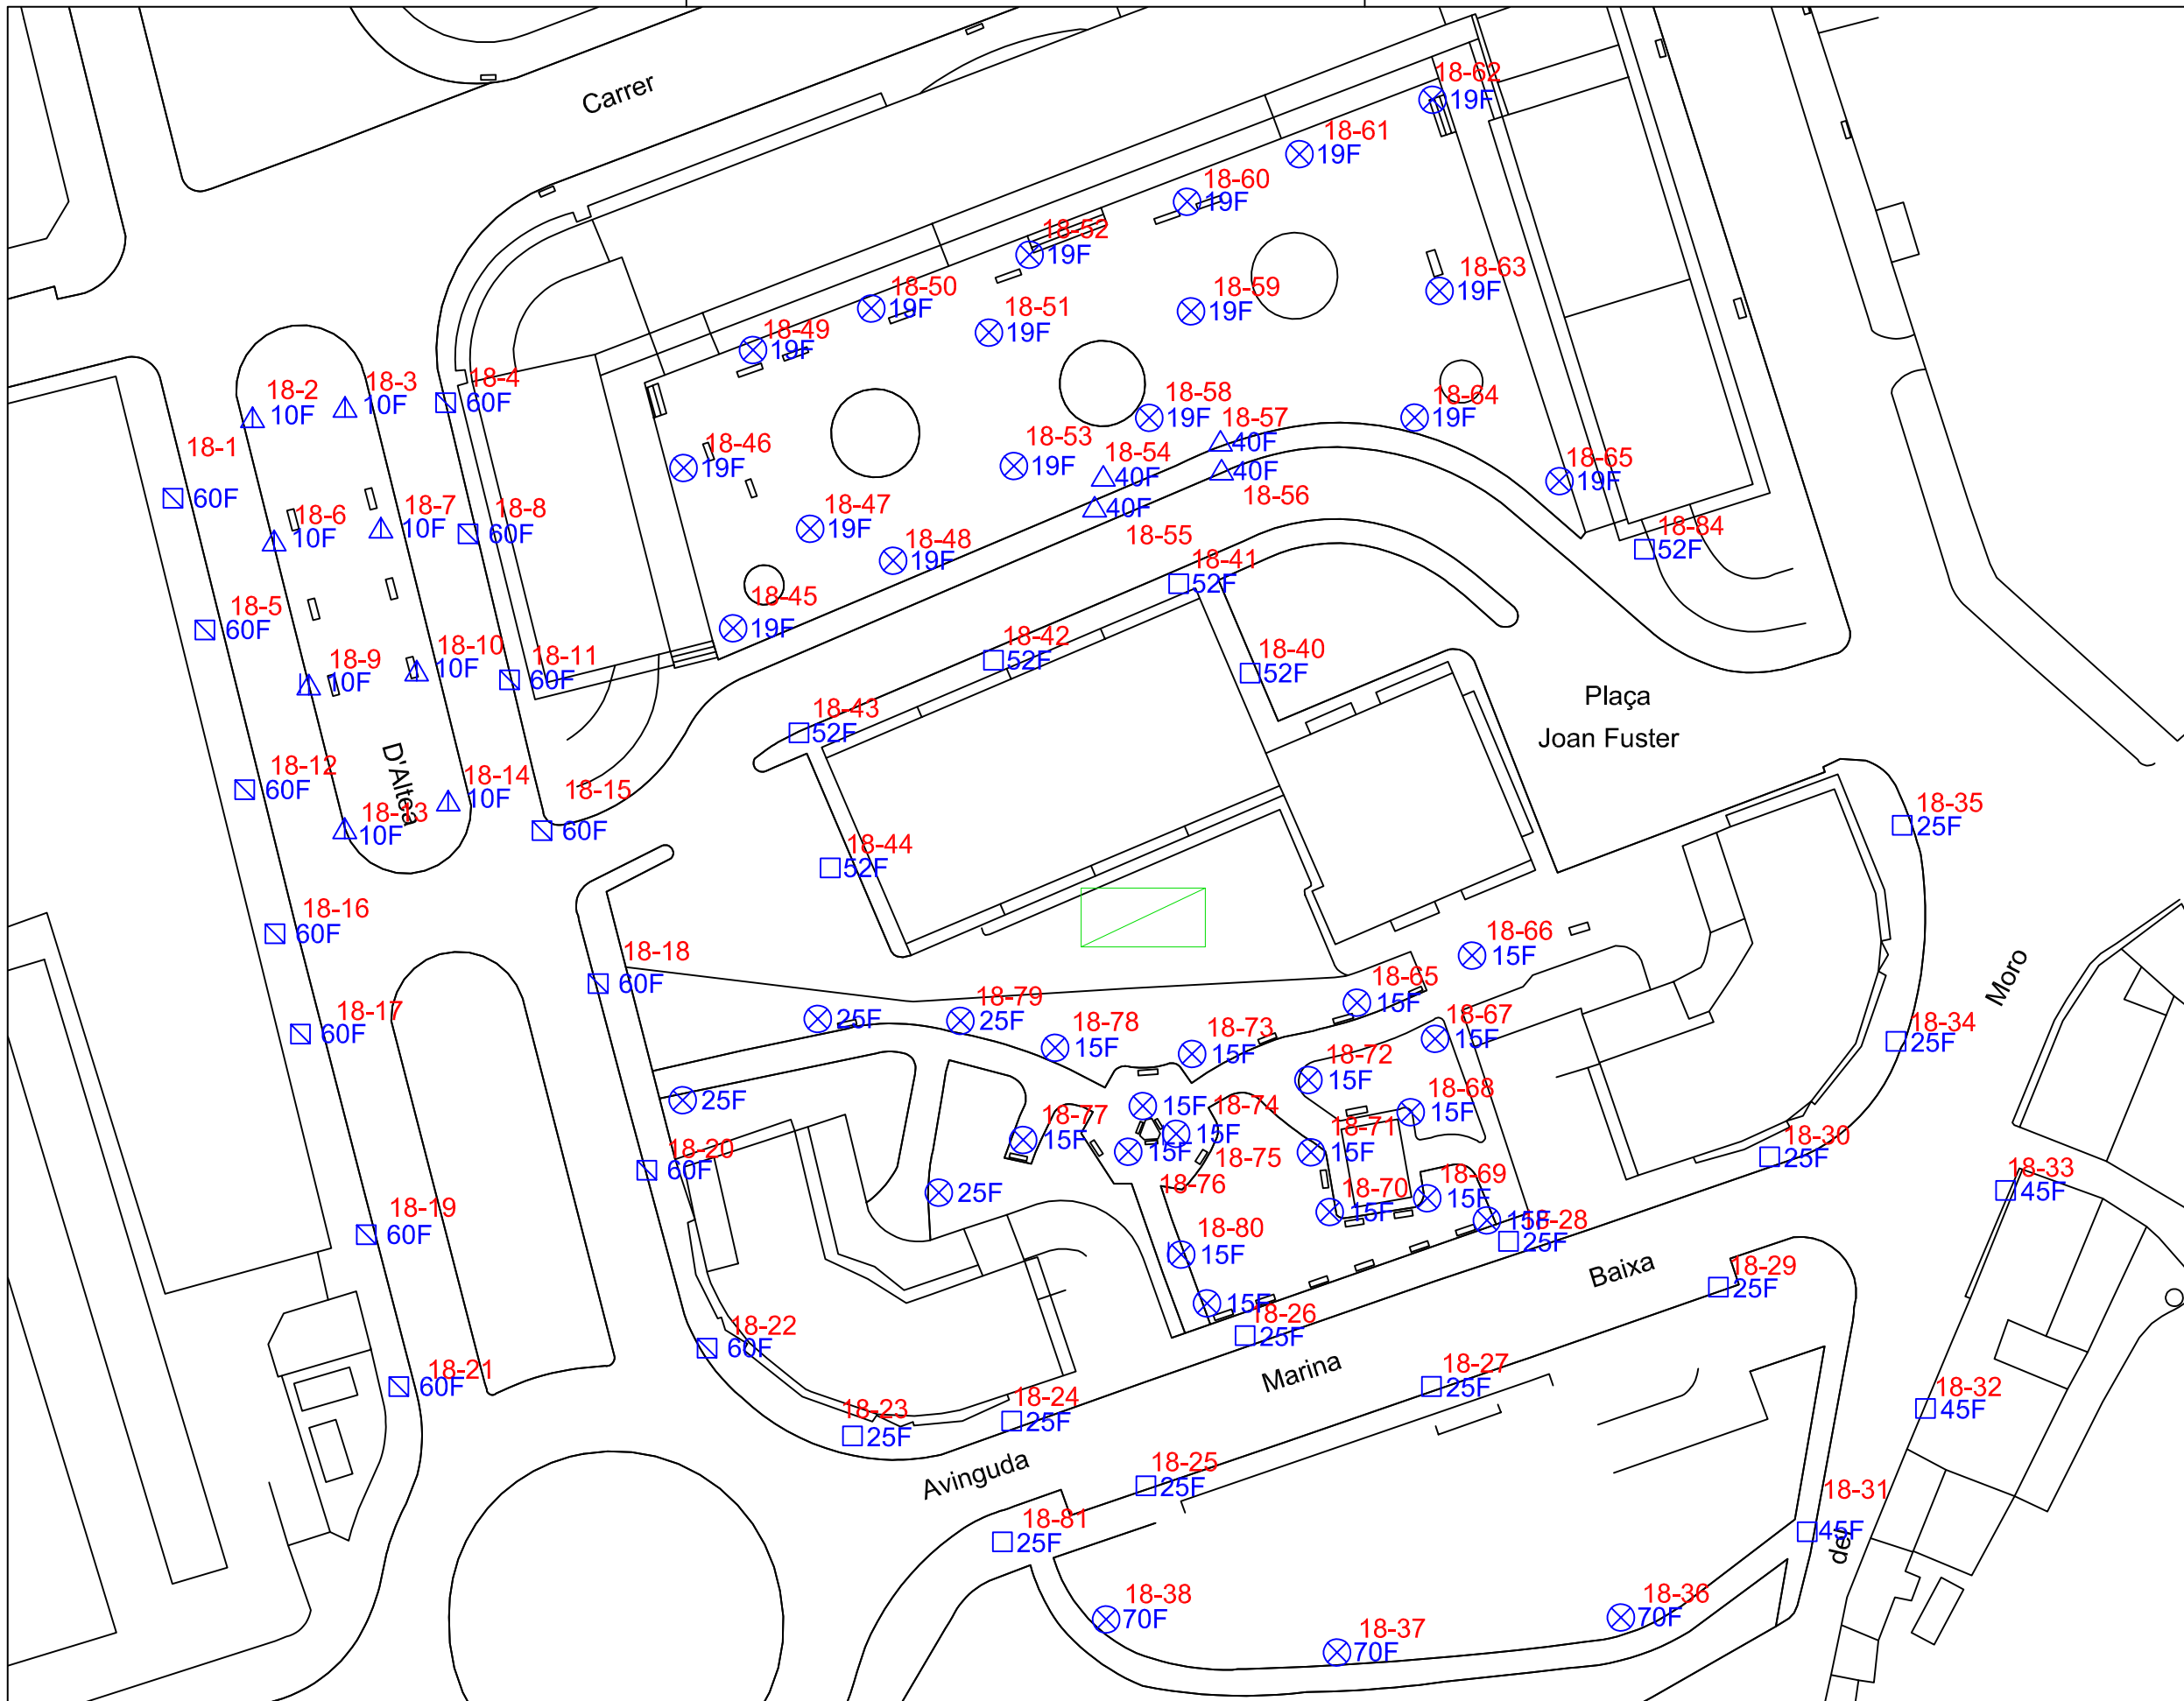 Carrer
18-62
19F
18-61
19F
18-60
19F
18-52
19F
18-63
19F
18-50
19F
18-51
19F
18-59
19F
18-49
19F
18-2
10F
18-3
10F
18-4
60F
18-58
19F
18-57
40F
18-64
19F
18-1
60F
18-46
19F
18-53
19F
18-54
40F
40F
18-56
18-65
19F
18-6
10F
18-7
10F
18-8
60F
18-47
19F
40F
18-55
18-48
19F
18-84
52F
18-41
52F
18-5
60F
18-45
19F
18-42
52F
18-40
52F
18-9
10F
18-10
10F
18-11
60F
Plaça
Joan Fuster
18-43
52F
D'Altea
18-12
60F
18-14
10F
18-15
60F
18-13
10F
18-35
25F
18-44
52F
18-16
60F
18-18
60F
18-66
15F
Moro
18-65
15F
18-17
60F
25F
18-79
25F
18-78
15F
18-73
15F
18-67
15F
18-34
25F
18-72
15F
25F
18-77
15F
15F
18-74
15F
15F
18-75
18-68
15F
18-71
15F
18-30
25F
18-20
60F
25F
18-76
18-70
15F
18-69
15F
18-33
45F
18-19
60F
18-80
15F
15F
18-28
25F
Baixa
18-29
25F
15F
18-26
25F
18-22
60F
Marina
18-21
60F
18-27
25F
18-32
45F
18-23
25F
18-24
25F
Avinguda
18-25
25F
18-31
45F
del
18-81
25F
18-38
70F
18-37
70F
18-36
70F